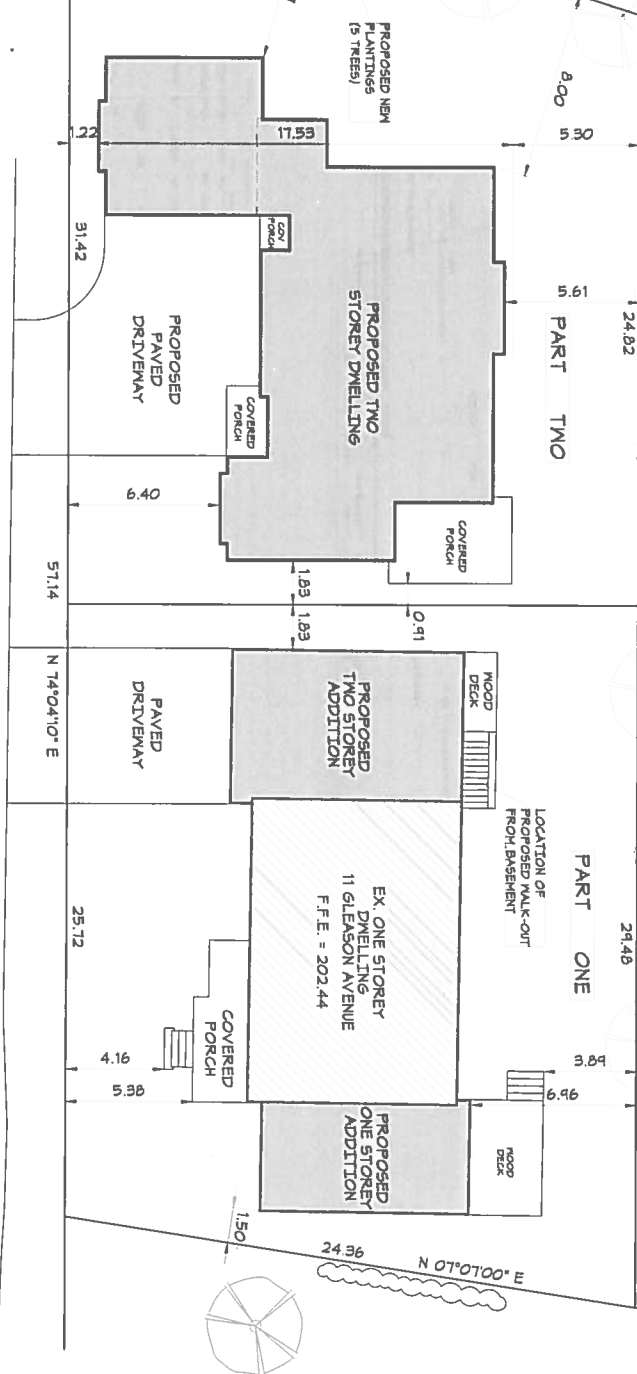 PROPOSED NEW
PLANTINGS
(5 TREES)
8.00
5.30
1.22
17.53
31.42
COV
PORCH
5.61
24.82
PART TWO
PROPOSED TWO
STOREY DWELLING
PROPOSED
PAVED
DRIVEWAY
COVERED
PORCH
6.40
COVERED
PORCH
57.14
1.83
1.83
0.91
N 74°04'10" E
PAVED
DRIVEWAY
PROPOSED
TWO STOREY
ADDITION
WOOD
DECK
LOCATION OF
PROPOSED WALK-OUT
FROM BASEMENT
PART ONE
29.48
EX. ONE STOREY
DWELLING
11 GLEASON AVENUE
F.F.E. = 202.44
25.72
COVERED
PORCH
4.16
5.38
3.89
6.96
PROPOSED
ONE STOREY
ADDITION
WOOD
DECK
1.50
24.36
N 07°07'00" E